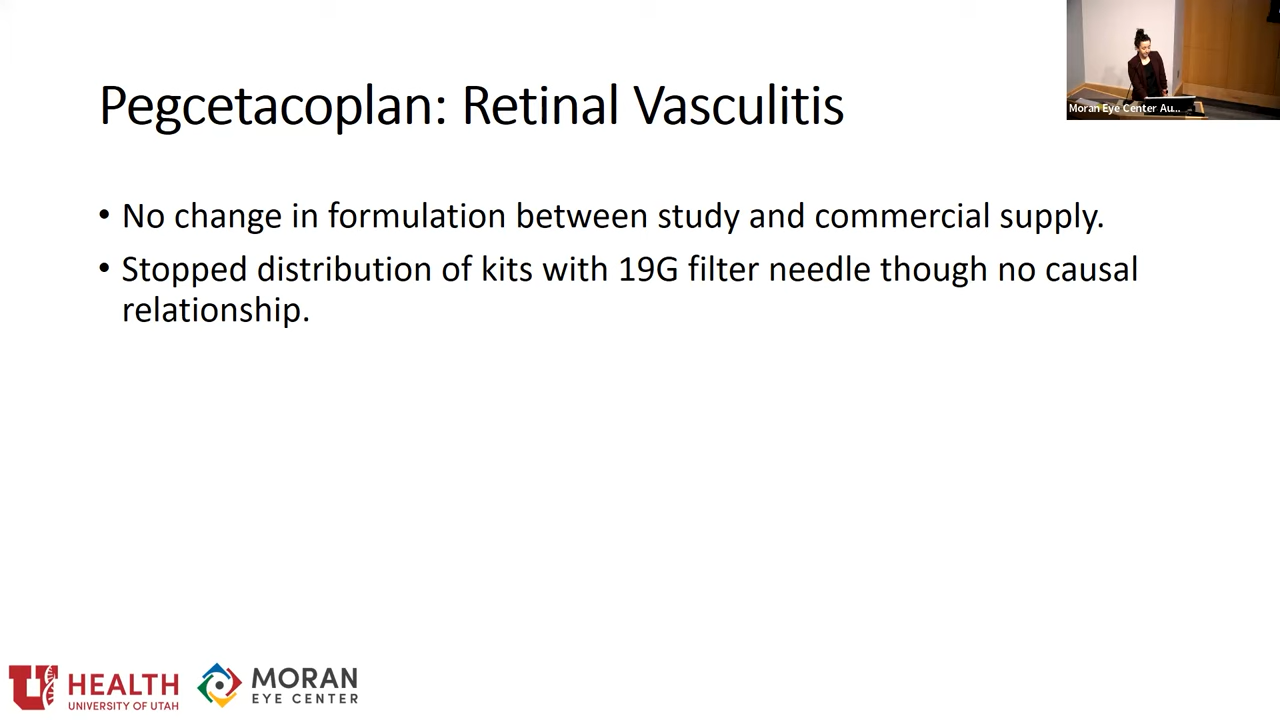 Pegcetacoplan: Retinal Vasculitis
Moran Eye Center Au...
• No change in formulation between study and commercial supply.
• Stopped distribution of kits with 19G filter needle though no causal
relationship.
U HEALTH
UNIVERSITY OF UTAH
MORAN
EYE CENTER